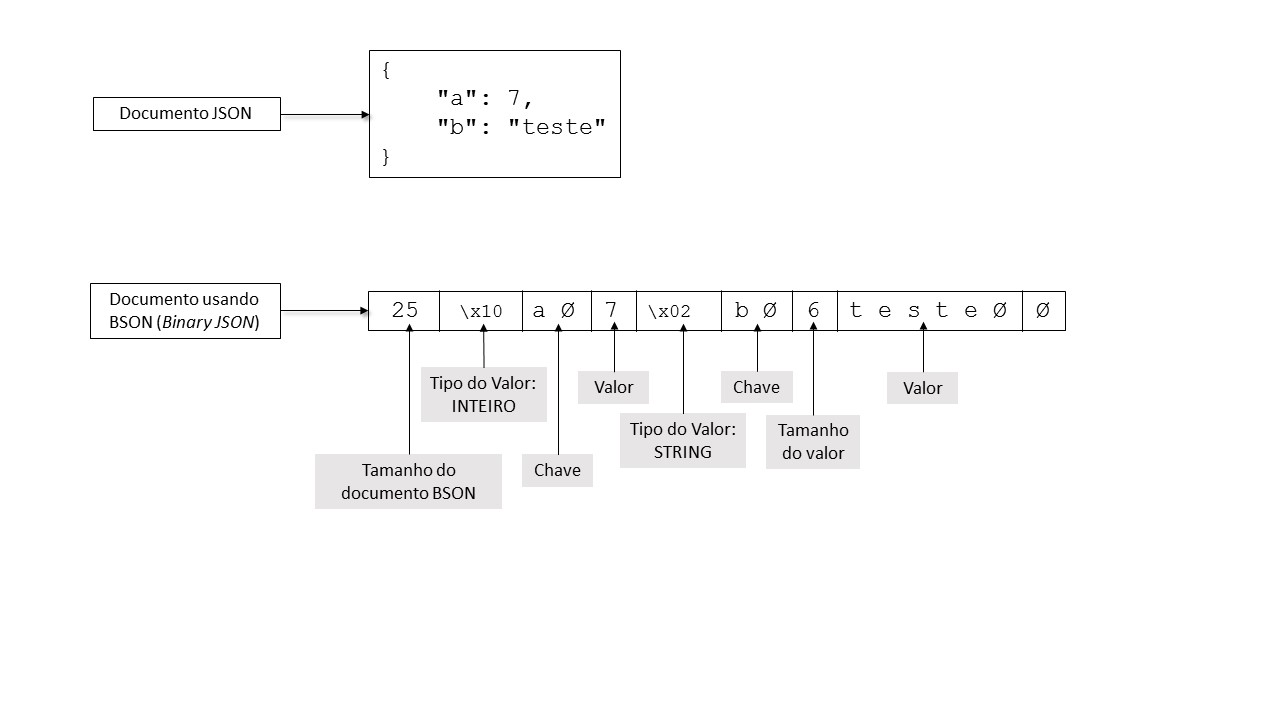 Documento JSON
{
"a": 7,
"b": "teste"
}
Documento usando
BSON (Binary JSON)
25 \x10 a Ø 7 \x02 b Ø 6 t e s t e Ø Ø
Tipo do Valor:
INTEIRO
Valor
Chave
Valor
Tipo do Valor:
STRING
Tamanho
do valor
Tamanho do
documento BSON
Chave